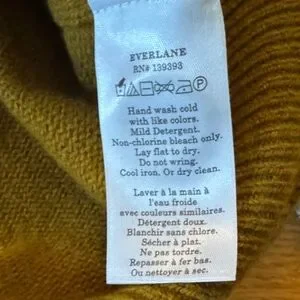 EVERLANE
RN# 139393
Hand wash cold
with like colors.
Mild Detergent.
Non-chlorine bleach only.
Lay flat to dry.
Do not wring.
Cool iron. Or dry clean.
Laver à la main à
l'eau froide
avec couleurs similaires.
Détergent doux.
Blanchir sans chlore.
Sécher à plat.
Ne pas tordre.
Repasser à fer bas.
Ou nettoyer à sec.